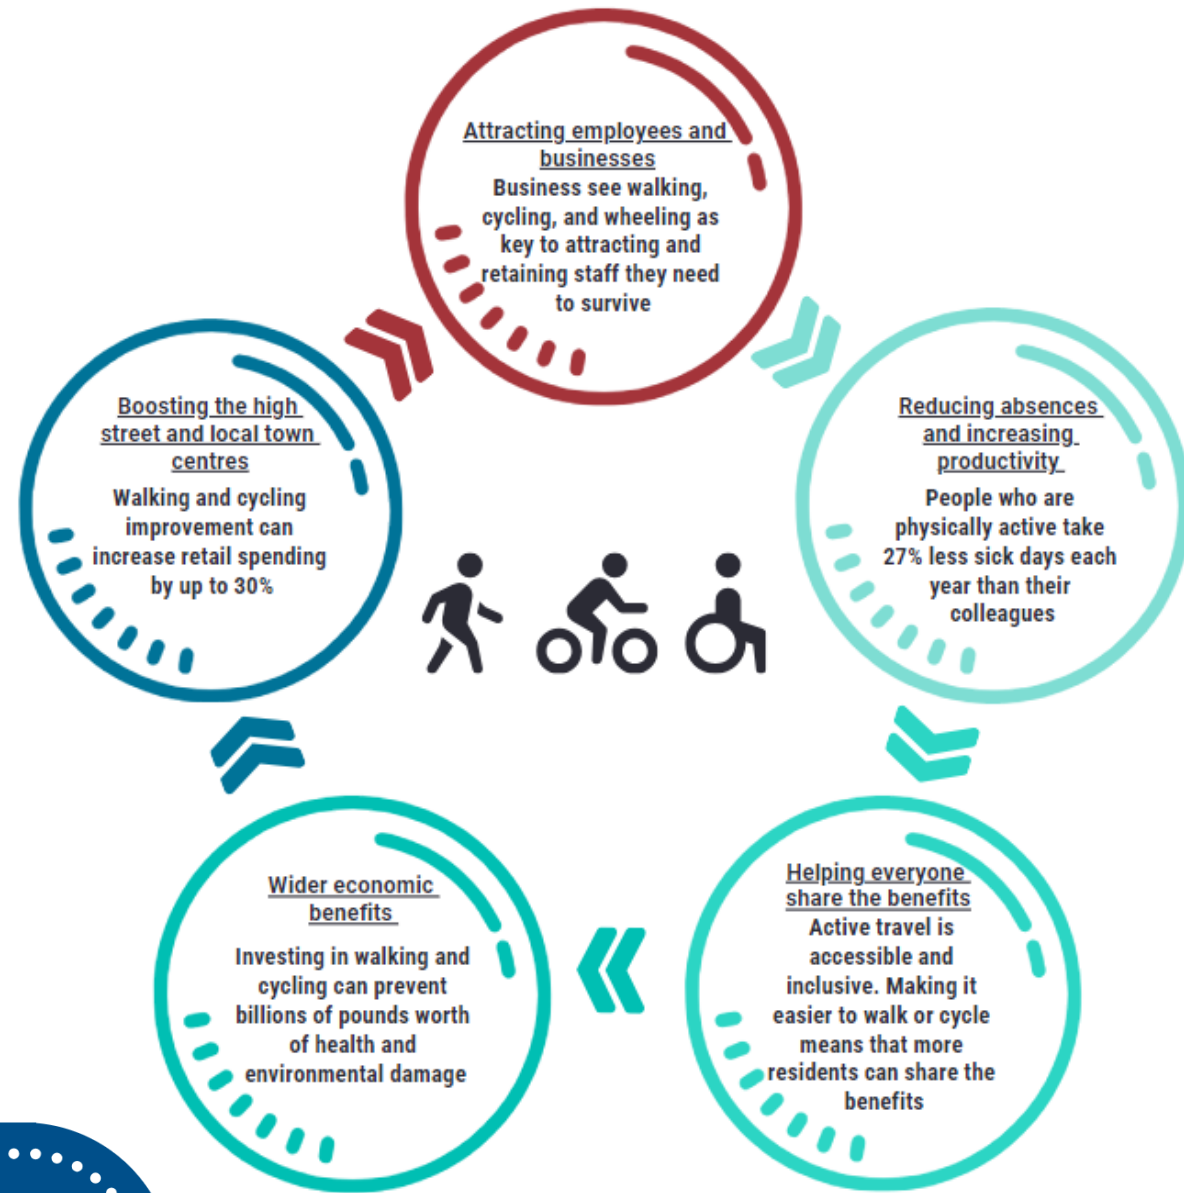 Attracting employees and
businesses
Business see walking,
cycling, and wheeling as
key to attracting and
retaining staff they need
to survive
Reducing absences
and increasing
productivity
People who are
physically active take
27% less sick days each
year than their
colleagues
Helping everyone
share the benefits
Active travel is
accessible and
inclusive. Making it
easier to walk or cycle
means that more
residents can share the
benefits
Wider economic
benefits
Investing in walking and
cycling can prevent
billions of pounds worth
of health and
environmental damage
Boosting the high
street and local town
centres
Walking and cycling
improvement can
increase retail spending
by up to 30%